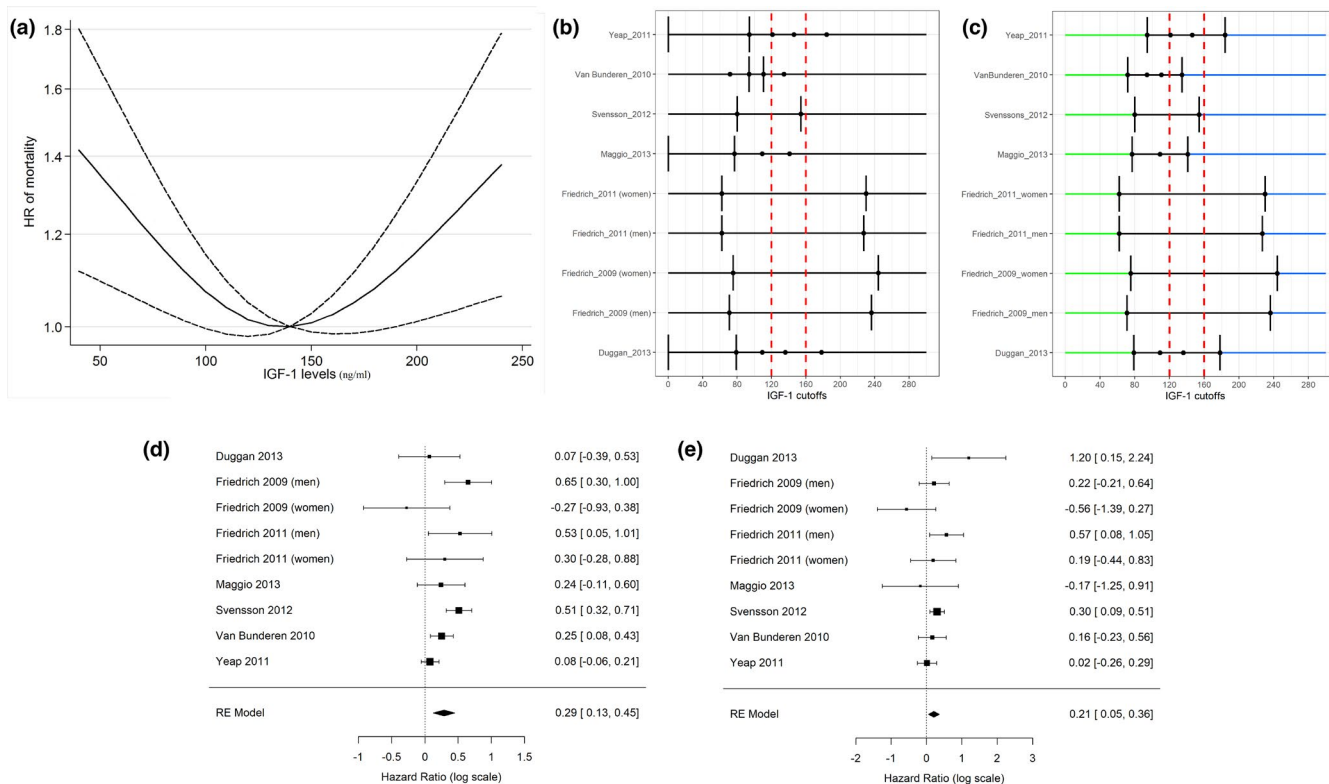 (a)
1.8
1.6
1.4
1.2
1.0
HR of mortality
50
100
150
200
250
IGF-1 levels (ng/ml)
(b)
Yeap_2011
Van Bunderen_2010
Svensson_2012
Maggio_2013
Friedrich_2011 (women)
Friedrich_2011 (men)
Friedrich_2009 (women)
Friedrich_2009 (men)
Duggan_2013
0
40
80
120
160
200
240
280
IGF-1 cutoffs
(c)
Yeap_2011
VanBunderen_2010
Svenssons_2012
Maggio_2013
Friedrich_2011_women
Friedrich_2011_men
Friedrich_2009_women
Friedrich_2009_men
Duggan_2013
0
40
80
120
160
200
240
280
IGF-1 cutoffs
(d)
Duggan 2013 0.07 [-0.39, 0.53]
Friedrich 2009 (men) 0.65 [ 0.30, 1.00]
Friedrich 2009 (women) -0.27 [-0.93, 0.38]
Friedrich 2011 (men) 0.53 [ 0.05, 1.01]
Friedrich 2011 (women) 0.30 [-0.28, 0.88]
Maggio 2013 0.24 [-0.11, 0.60]
Svensson 2012 0.51 [ 0.32, 0.71]
Van Bunderen 2010 0.25 [ 0.08, 0.43]
Yeap 2011 0.08 [-0.06, 0.21]
RE Model 0.29 [ 0.13, 0.45]
-1 -0.5 0 0.5 1 1.5
Hazard Ratio (log scale)
(e)
Duggan 2013 1.20 [ 0.15, 2.24]
Friedrich 2009 (men) 0.22 [-0.21, 0.64]
Friedrich 2009 (women) -0.56 [-1.39, 0.27]
Friedrich 2011 (men) 0.57 [ 0.08, 1.05]
Friedrich 2011 (women) 0.19 [-0.44, 0.83]
Maggio 2013 -0.17 [-1.25, 0.91]
Svensson 2012 0.30 [ 0.09, 0.51]
Van Bunderen 2010 0.16 [-0.23, 0.56]
Yeap 2011 0.02 [-0.26, 0.29]
RE Model 0.21 [ 0.05, 0.36]
-2 -1 0 1 2 3
Hazard Ratio (log scale)